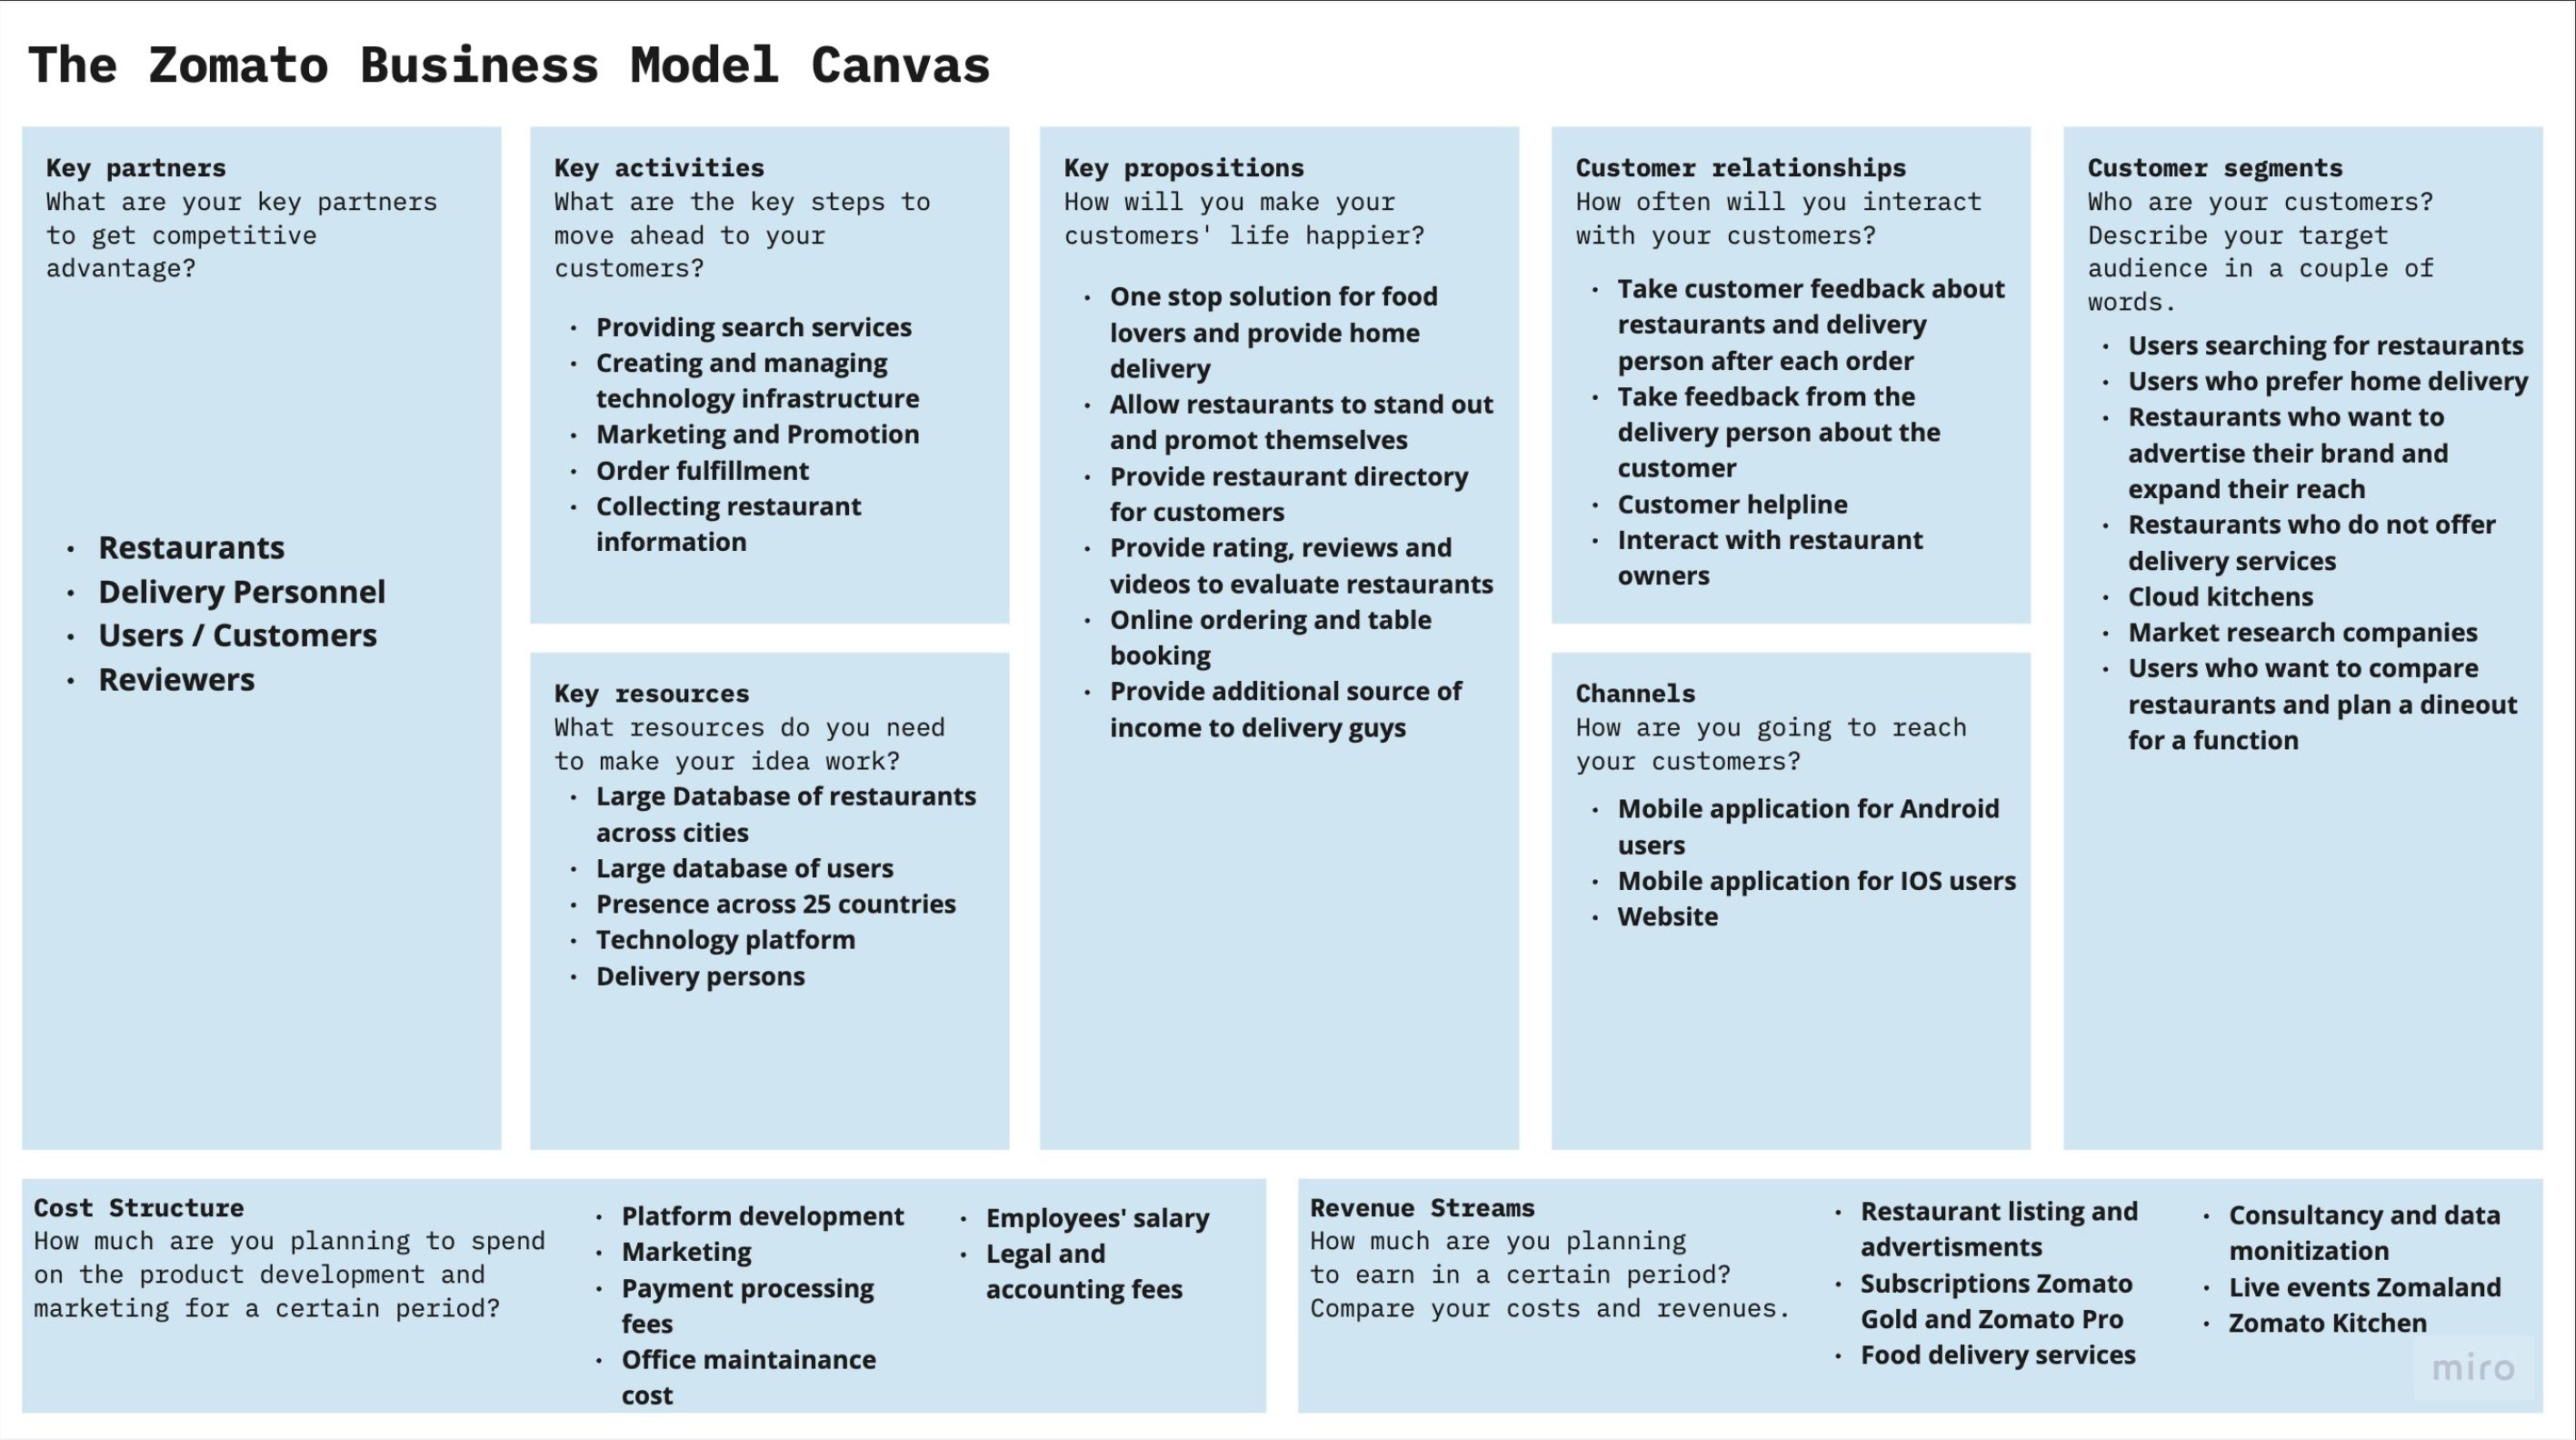 The Zomato Business Model Canvas
Key partners
What are your key partners
to get competitive
advantage?
• Restaurants
• Delivery Personnel
• Users / Customers
• Reviewers
Key activities
What are the key steps to
move ahead to your
customers?
• Providing search services
• Creating and managing
technology infrastructure
• Marketing and Promotion
• Order fulfillment
• Collecting restaurant
information
Key resources
What resources do you need
to make your idea work?
• Large Database of restaurants
across cities
• Large database of users
• Presence across 25 countries
• Technology platform
• Delivery persons
Key propositions
How will you make your
customers' life happier?
• One stop solution for food
lovers and provide home
delivery
• Allow restaurants to stand out
and promot themselves
• Provide restaurant directory
for customers
• Provide rating, reviews and
videos to evaluate restaurants
• Online ordering and table
booking
• Provide additional source of
income to delivery guys
Customer relationships
How often will you interact
with your customers?
• Take customer feedback about
restaurants and delivery
person after each order
• Take feedback from the
delivery person about the
customer
• Customer helpline
• Interact with restaurant
owners
Channels
How are you going to reach
your customers?
• Mobile application for Android
users
• Mobile application for IOS users
• Website
Customer segments
Who are your customers?
Describe your target
audience in a couple of
words.
• Users searching for restaurants
• Users who prefer home delivery
• Restaurants who want to
advertise their brand and
expand their reach
• Restaurants who do not offer
delivery services
• Cloud kitchens
• Market research companies
• Users who want to compare
restaurants and plan a dineout
for a function
Cost Structure
How much are you planning to spend
on the product development and
marketing for a certain period?
• Platform development
• Marketing
• Payment processing
fees
• Office maintainance
cost
• Employees' salary
• Legal and
accounting fees
Revenue Streams
How much are you planning
to earn in a certain period?
Compare your costs and revenues.
• Restaurant listing and
advertisments
• Subscriptions Zomato
Gold and Zomato Pro
• Food delivery services
• Consultancy and data
monitization
• Live events Zomaland
• Zomato Kitchen
miro